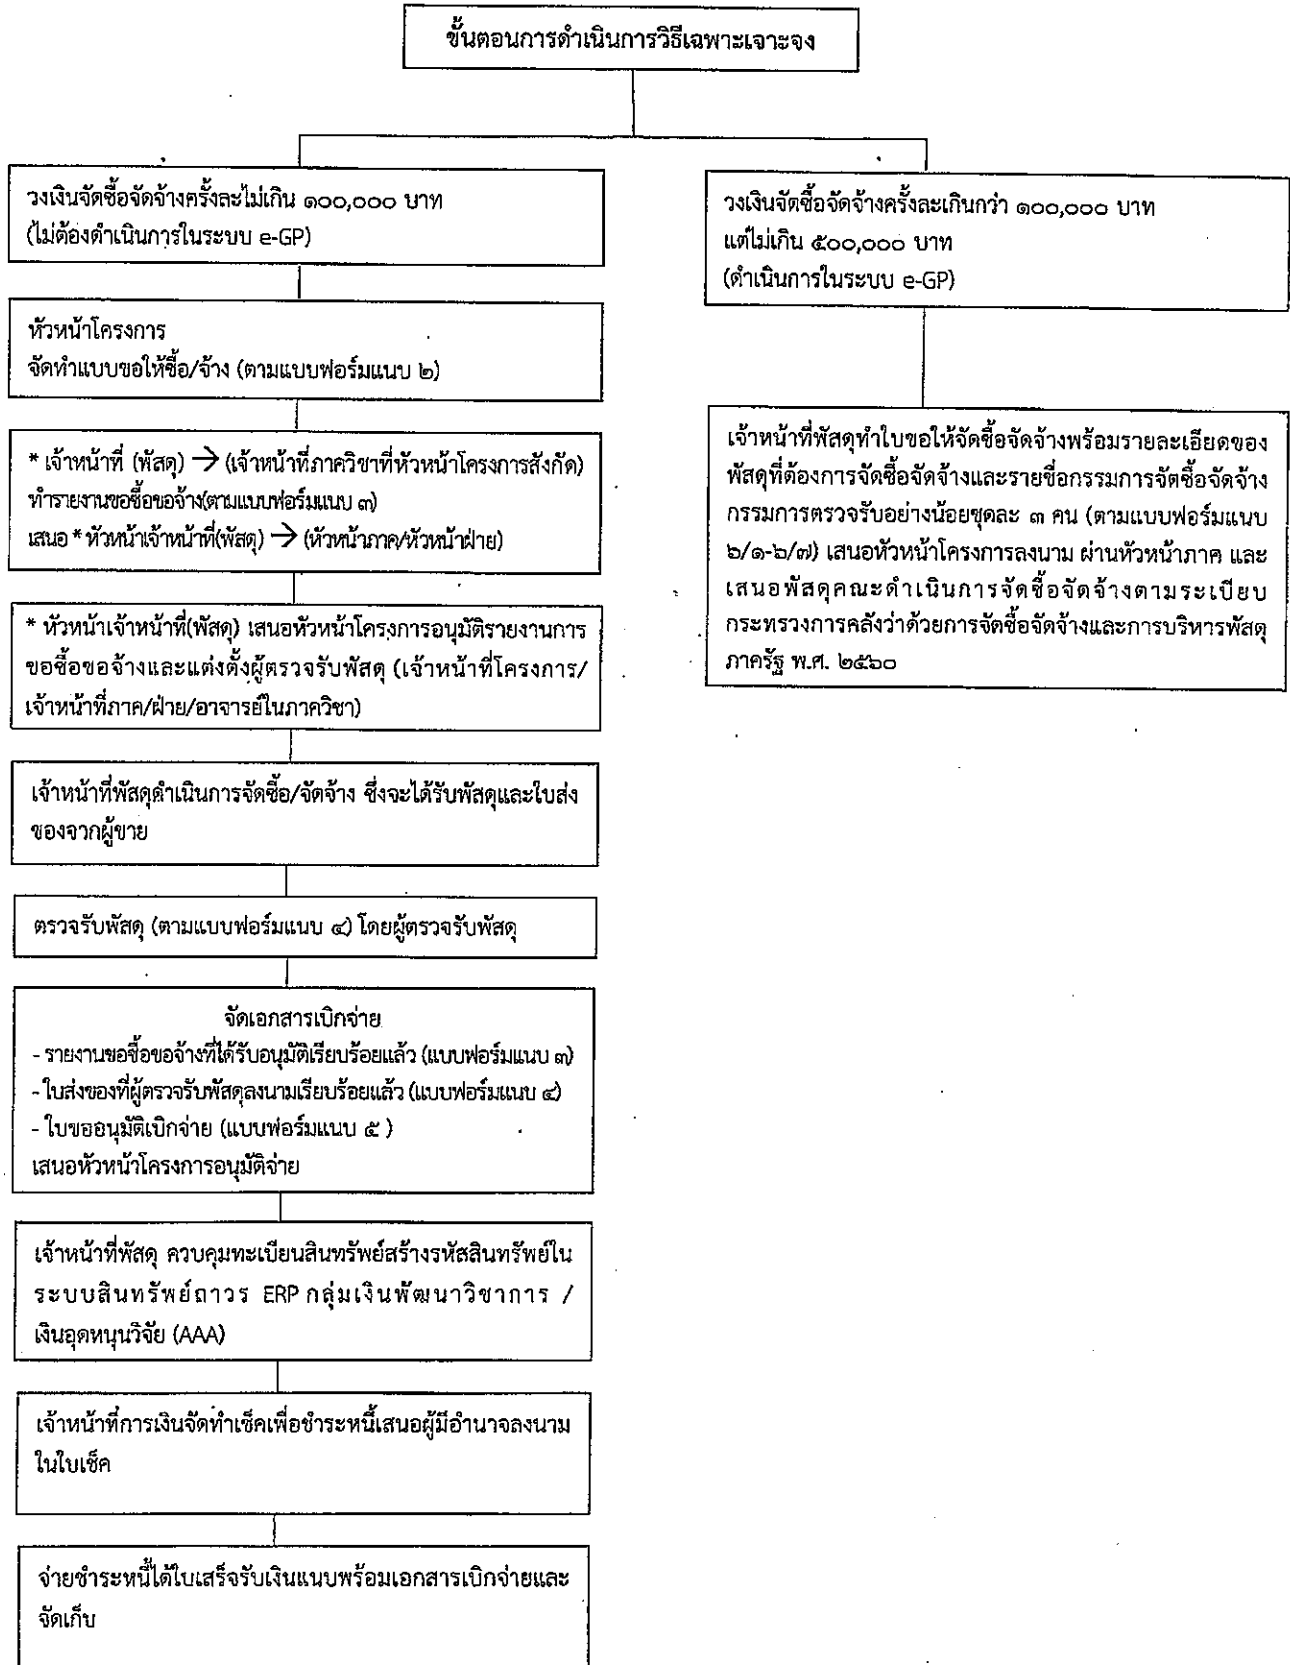 ขั้นตอนการดำเนินการวิธีเฉพาะเจาะจง
วงเงินจัดซื้อจัดจ้างครั้งละไม่เกิน ๑๐๐,๐๐๐ บาท
(ไม่ต้องดำเนินการในระบบ e-GP)
หัวหน้าโครงการ
จัดทำแบบขอให้ซื้อ/จ้าง (ตามแบบฟอร์มแนบ ๒)
* เจ้าหน้าที่ (พัสดุ) → (เจ้าหน้าที่ภาควิชาที่หัวหน้าโครงการสังกัด)
ทำรายงานขอซื้อขอจ้าง(ตามแบบฟอร์มแนบ ๓)
เสนอ * หัวหน้าเจ้าหน้าที่(พัสดุ) → (หัวหน้าภาค/หัวหน้าฝ่าย)
* หัวหน้าเจ้าหน้าที่(พัสดุ) เสนอหัวหน้าโครงการอนุมัติรายงานการ
ขอซื้อขอจ้างและแต่งตั้งผู้ตรวจรับพัสดุ (เจ้าหน้าที่โครงการ/
เจ้าหน้าที่ภาค/ฝ่าย/อาจารย์ในภาควิชา)
เจ้าหน้าที่พัสดุดำเนินการจัดซื้อ/จัดจ้าง ซึ่งจะได้รับพัสดุและใบส่ง
ของจากผู้ขาย
ตรวจรับพัสดุ (ตามแบบฟอร์มแนบ ๔) โดยผู้ตรวจรับพัสดุ
จัดเอกสารเบิกจ่าย
- รายงานขอซื้อขอจ้างที่ได้รับอนุมัติเรียบร้อยแล้ว (แบบฟอร์มแนบ ๓)
- ใบส่งของที่ผู้ตรวจรับพัสดุลงนามเรียบร้อยแล้ว (แบบฟอร์มแนบ ๔)
- ใบขออนุมัติเบิกจ่าย (แบบฟอร์มแนบ ๕ )
เสนอหัวหน้าโครงการอนุมัติจ่าย
เจ้าหน้าที่พัสดุ ควบคุมทะเบียนสินทรัพย์สร้างรหัสสินทรัพย์ใน
ระบบสินทรัพย์ถาวร ERP กลุ่มเงินพัฒนาวิชาการ /
เงินอุดหนุนวิจัย (AAA)
เจ้าหน้าที่การเงินจัดทำเช็คเพื่อชำระหนี้เสนอผู้มีอำนาจลงนาม
ในใบเช็ค
จ่ายชำระหนี้ได้ใบเสร็จรับเงินแนบพร้อมเอกสารเบิกจ่ายและ
จัดเก็บ
วงเงินจัดซื้อจัดจ้างครั้งละเกินกว่า ๑๐๐,๐๐๐ บาท
แต่ไม่เกิน ๕๐๐,๐๐๐ บาท
(ดำเนินการในระบบ e-GP)
เจ้าหน้าที่พัสดุทำใบขอให้จัดซื้อจัดจ้างพร้อมรายละเอียดของ
พัสดุที่ต้องการจัดซื้อจัดจ้างและรายชื่อกรรมการจัดซื้อจัดจ้าง
กรรมการตรวจรับอย่างน้อยชุดละ ๓ คน (ตามแบบฟอร์มแนบ
๖/๑-๖/๗) เสนอหัวหน้าโครงการลงนาม ผ่านหัวหน้าภาค และ
เสนอพัสดุคณะดำเนินการจัดซื้อจัดจ้างตามระเบียบ
กระทรวงการคลังว่าด้วยการจัดซื้อจัดจ้างและการบริหารพัสดุ
ภาครัฐ พ.ศ. ๒๕๖๐